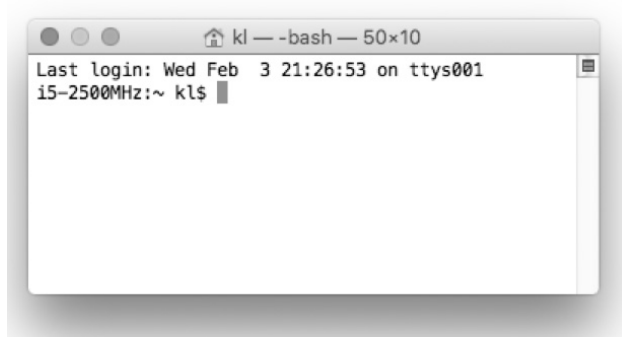 kl — -bash — 50×10
Last login: Wed Feb  3 21:26:53 on ttys001
i5-2500MHz:~ kl$